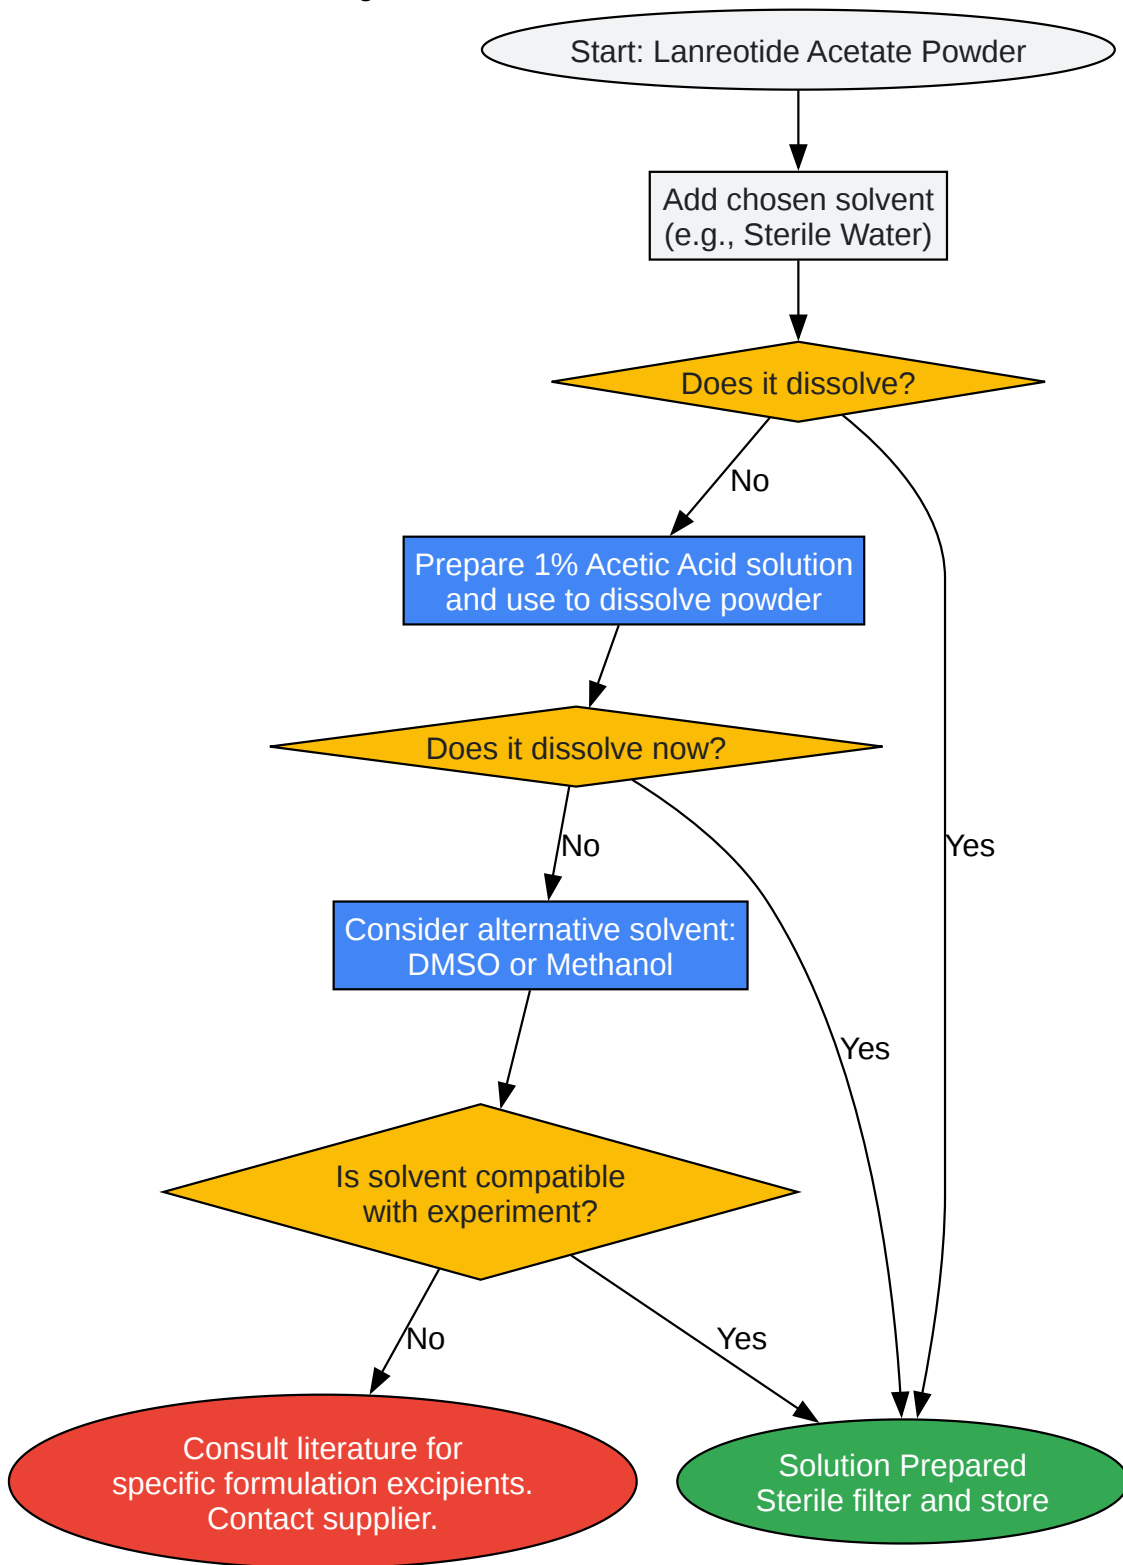 Start: Lanreotide Acetate Powder
Add chosen solvent
(e.g., Sterile Water)
Does it dissolve?
No
Prepare 1% Acetic Acid solution
and use to dissolve powder
Does it dissolve now?
No
Yes
Consider alternative solvent:
DMSO or Methanol
Yes
Is solvent compatible
with experiment?
No
Yes
Consult literature for
specific formulation excipients.
Contact supplier.
Solution Prepared
Sterile filter and store